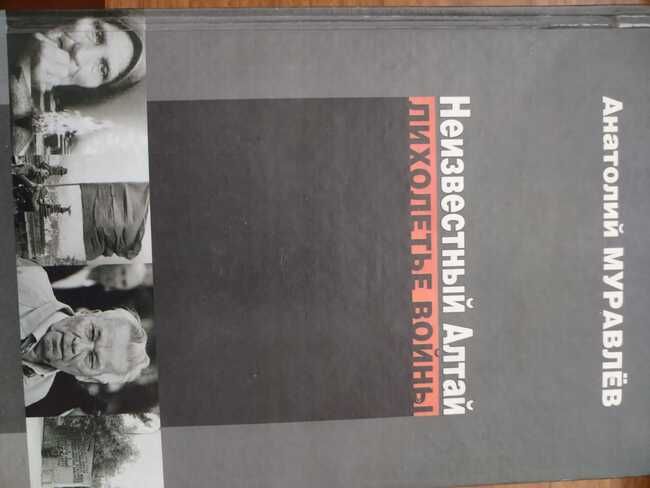 Анатолий МУРАВЛЁВ
Неизвестный Алтай
ЛИХОЛЕТЬЕ ВОЙНЫ